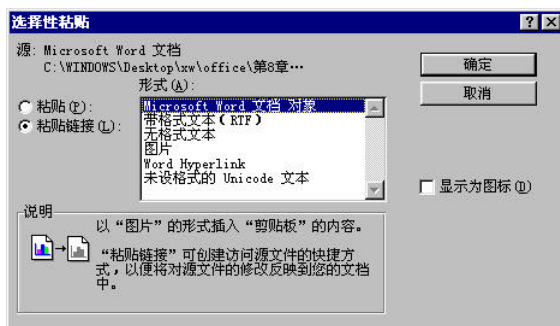 选择性粘贴
源: Microsoft Word 文档
C:\WINDOWS\Desktop\xw\office\第8章…
形式(A):
粘贴(P):
粘贴链接(L):
Microsoft Word 文档 对象
带格式文本(RTF)
无格式文本
图片
Word Hyperlink
未设格式的 Unicode 文本
确定
取消
显示为图标(D)
说明
以“图片”的形式插入“剪贴板”的内容。
“粘贴链接”可创建访问源文件的快捷方
式，以便将对源文件的修改反映到您的文档
中。